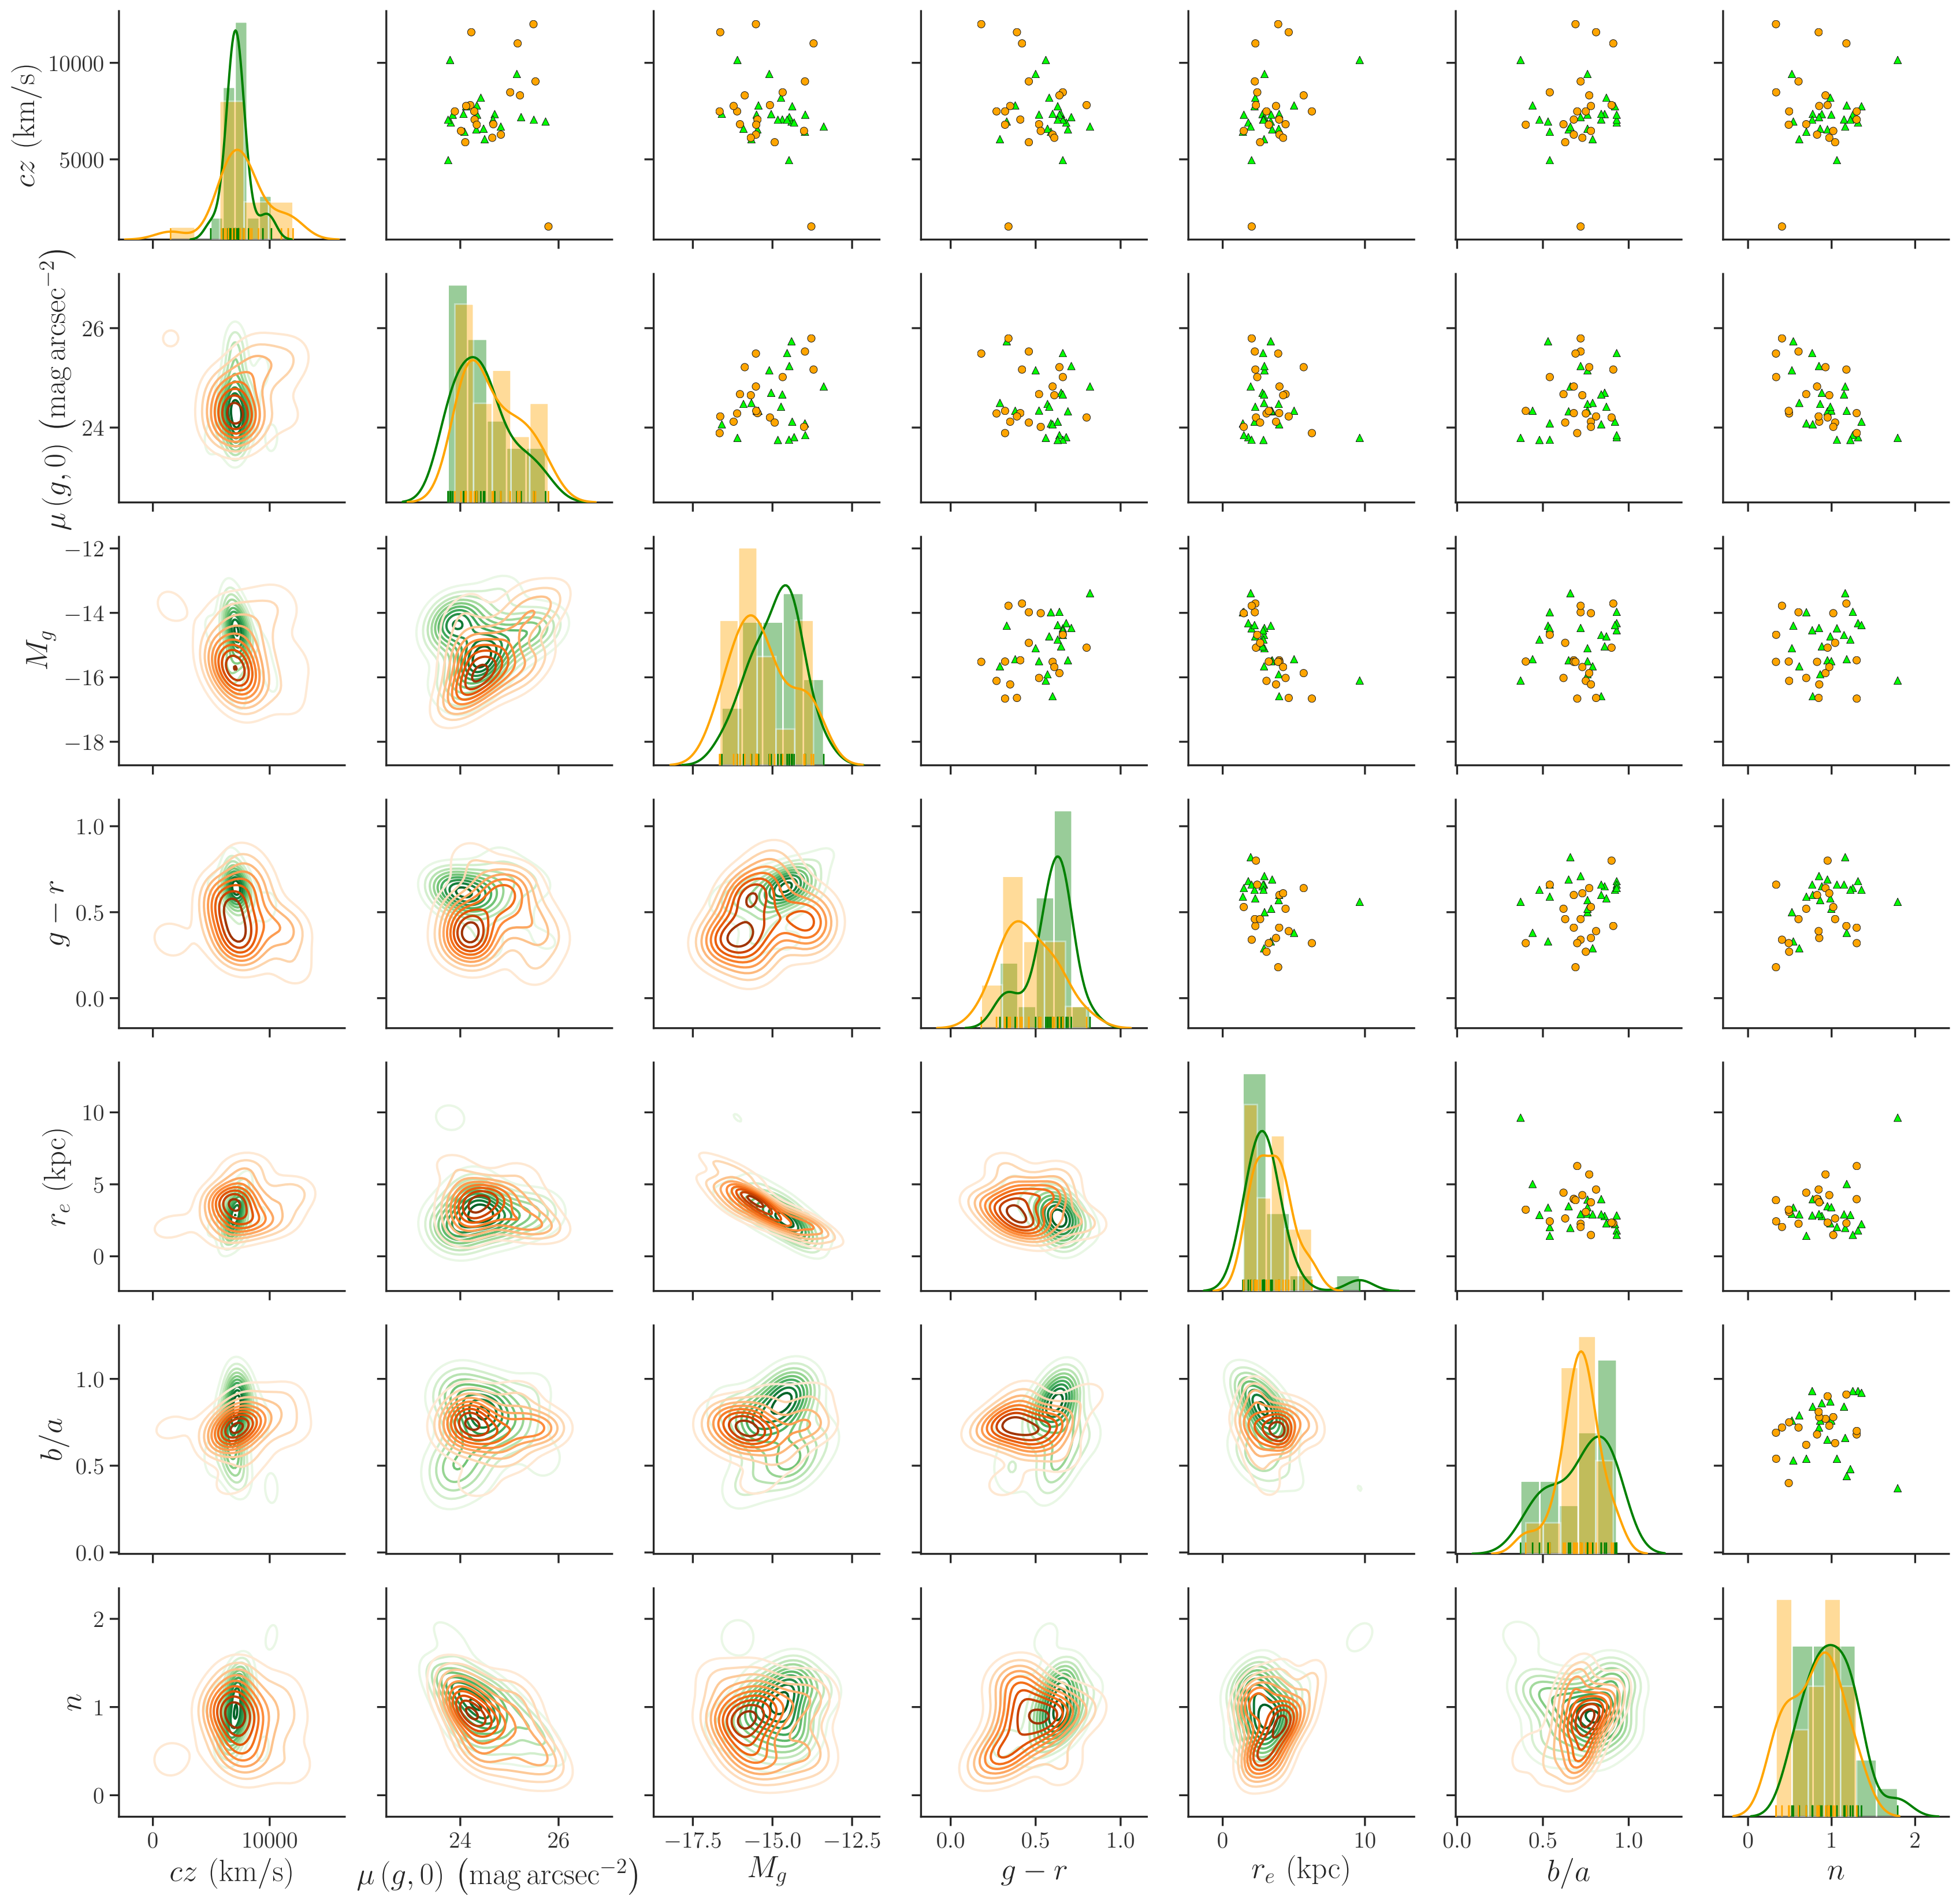 cz (km/s)
10000
5000
μ (g, 0) (mag arcsec⁻²)
26
24
M_g
−12
−14
−16
−18
g − r
1.0
0.5
0.0
r_e (kpc)
10
5
0
b/a
1.0
0.5
0.0
n
2
1
0
0 10000 24 26 −17.5 −15.0 −12.5 0.0 0.5 1.0 0 10 0.0 0.5 1.0 0 1 2
cz (km/s) μ (g, 0) (mag arcsec⁻²) M_g g − r r_e (kpc) b/a n